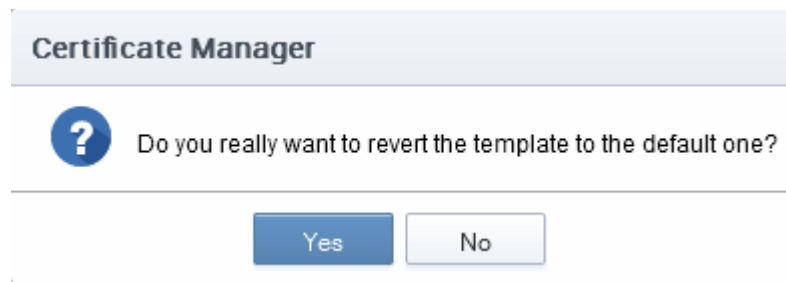 Certificate Manager
Do you really want to revert the template to the default one?
Yes
No